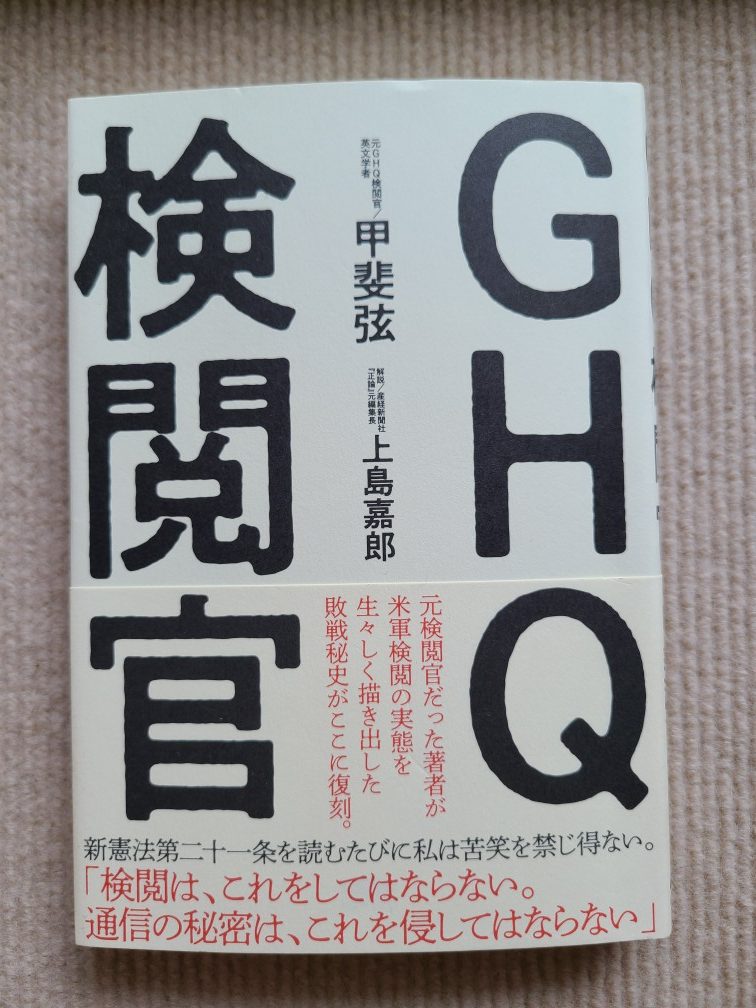 GHQ
検閲官
元GHQ検閲官/
英文学者
甲斐弦
解説/産経新聞社
『正論』元編集長
上島嘉郎
元検閲官だった著者が
米軍検閲の実態を
生々しく描き出した
敗戦秘史がここに復刻。
新憲法第二十一条を読むたびに私は苦笑を禁じ得ない。
「検閲は、これをしてはならない。
通信の秘密は、これを侵してはならない」